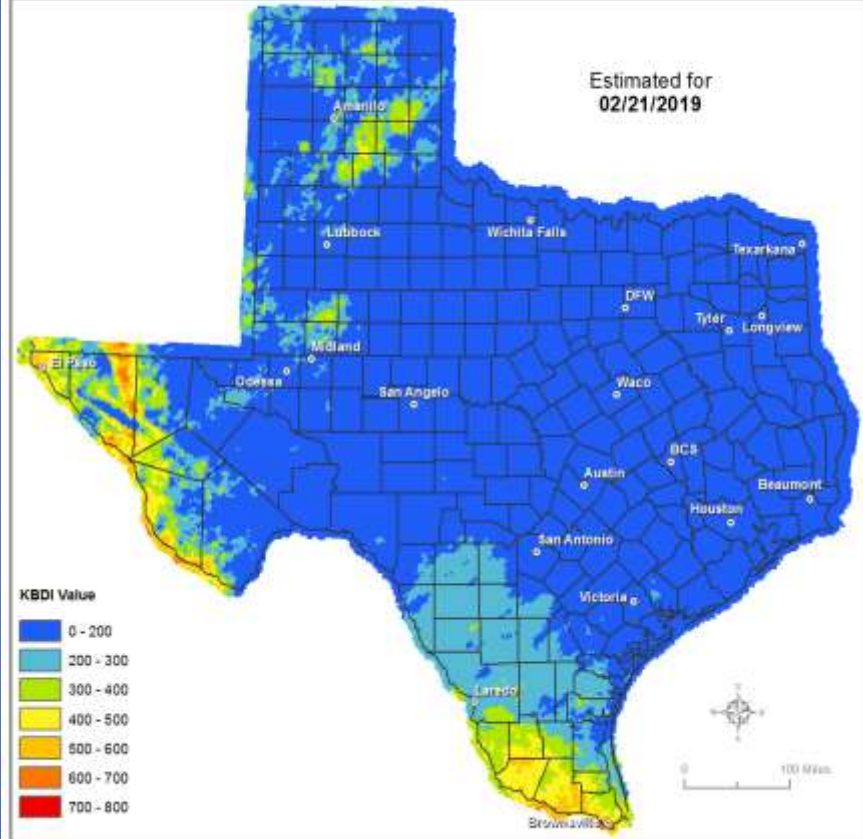 Estimated for
02/21/2019
Amarillo
Lubbock
Wichita Falls
Texarkana
DFW
Tyler
Longview
Midland
El Paso
Odessa
San Angelo
Waco
BCS
Austin
Beaumont
Houston
San Antonio
Victoria
Laredo
Brownsville
KBDI Value
0 - 200
200 - 300
300 - 400
400 - 500
500 - 600
600 - 700
700 - 800
0 100 Miles